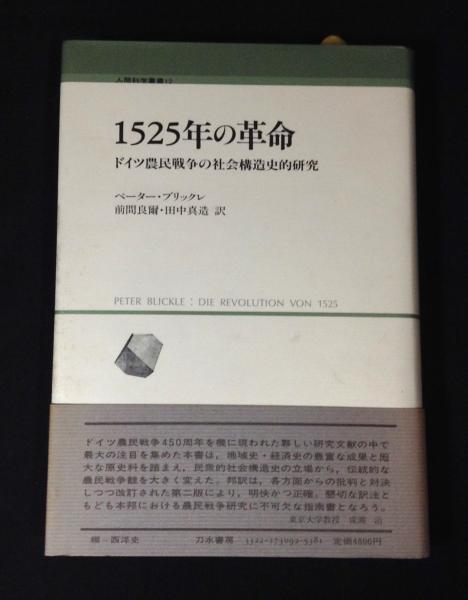 人間科学叢書12
1525年の革命
ドイツ農民戦争の社会構造史的研究
ペーター・ブリックレ
前間良爾・田中真造 訳
PETER BLICKLE : DIE REVOLUTION VON 1525
ドイツ農民戦争450周年を機に現われた夥しい研究文献の中で
最大の注目を集めた本書は，地域史・経済史の豊富な成果と厖
大な原史料を踏まえ，民衆的社会構造史の立場から，伝統的な
農民戦争観を大きく変えた。邦訳は，各方面からの批判と対決
しつつ改訂された第二版により，明快かつ正確。懇切な訳注と
もども本邦における農民戦争研究に不可欠な指南書となろう。
東京大学教授 成瀬 治
櫂－西洋史 刀水書房 3322-173092-5381 定価4800円